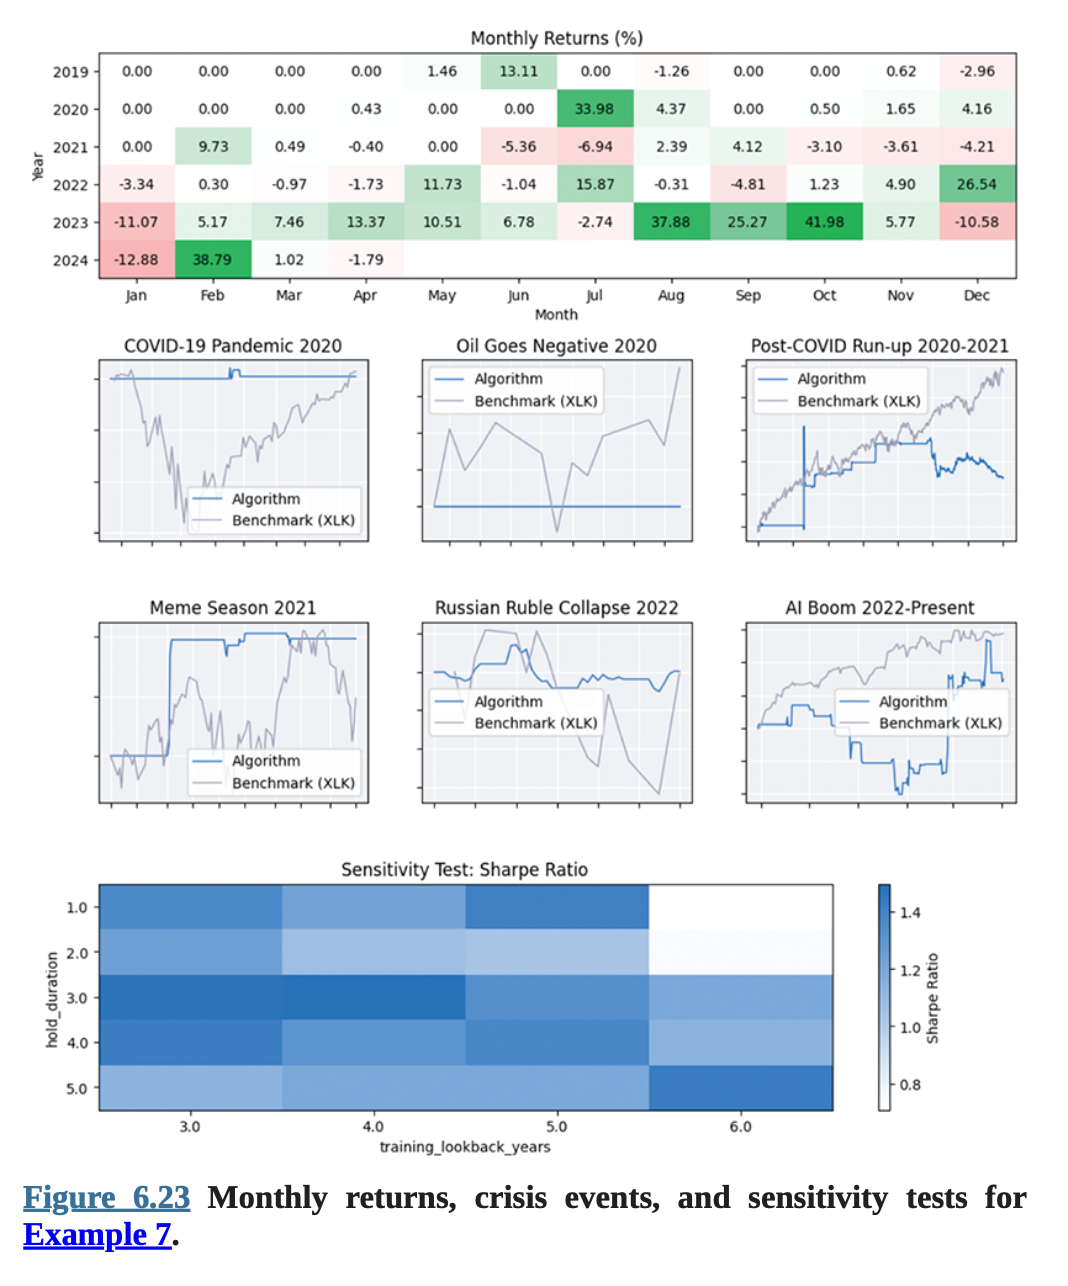 Monthly Returns (%)
2019 0.00 0.00 0.00 0.00 1.46 13.11 0.00 -1.26 0.00 0.00 0.62 -2.96
2020 0.00 0.00 0.00 0.43 0.00 0.00 33.98 4.37 0.00 0.50 1.65 4.16
2021 0.00 9.73 0.49 -0.40 0.00 -5.36 -6.94 2.39 4.12 -3.10 -3.61 -4.21
2022 -3.34 0.30 -0.97 -1.73 11.73 -1.04 15.87 -0.31 -4.81 1.23 4.90 26.54
2023 -11.07 5.17 7.46 13.37 10.51 6.78 -2.74 37.88 25.27 41.98 5.77 -10.58
2024 -12.88 38.79 1.02 -1.79
Year
Jan Feb Mar Apr May Jun Jul Aug Sep Oct Nov Dec
Month
COVID-19 Pandemic 2020
Algorithm
Benchmark (XLK)
Oil Goes Negative 2020
Algorithm
Benchmark (XLK)
Post-COVID Run-up 2020-2021
Algorithm
Benchmark (XLK)
Meme Season 2021
Algorithm
Benchmark (XLK)
Russian Ruble Collapse 2022
Algorithm
Benchmark (XLK)
AI Boom 2022-Present
Algorithm
Benchmark (XLK)
Sensitivity Test: Sharpe Ratio
1.0
2.0
3.0
4.0
5.0
hold_duration
3.0 4.0 5.0 6.0
training_lookback_years
1.4
1.2
1.0
0.8
Sharpe Ratio
Figure 6.23 Monthly returns, crisis events, and sensitivity tests for
Example 7.